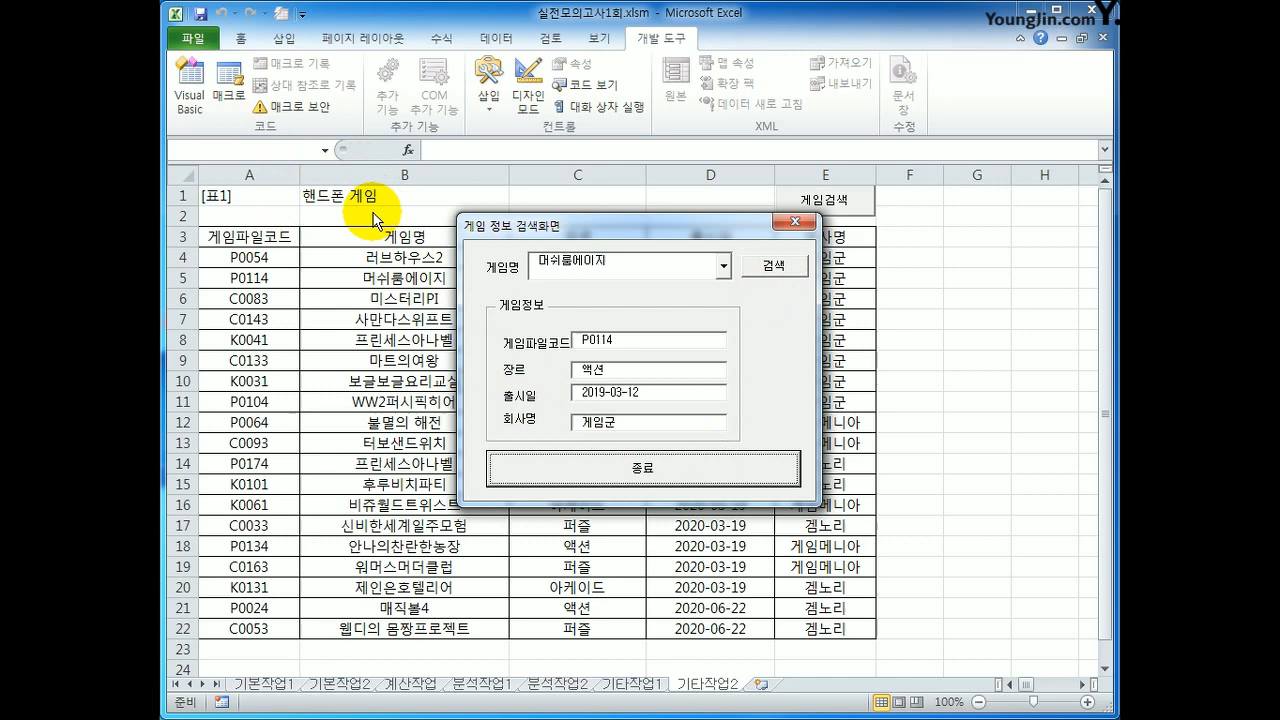 실전모의고사1회.xlsm - Microsoft Excel
YoungJin.com Y.
파일 홈 삽입 페이지 레이아웃 수식 데이터 검토 보기 개발 도구
Visual Basic
매크로
매크로 기록
상대 참조로 기록
매크로 보안
코드
추가 기능
COM 추가 기능
추가 기능
삽입
디자인 모드
속성
코드 보기
대화 상자 실행
컨트롤
원본
맵 속성
확장 팩
데이터 새로 고침
가져오기
내보내기
XML
문서 창
수정
fx
A B C D E F G H
1 [표1] 핸드폰 게임 게임검색
2
3 게임파일코드 게임명
4 P0054 러브하우스2
5 P0114 머쉬룸에이지
6 C0083 미스터리PI
7 C0143 사만다스위프트
8 K0041 프린세스아나벨
9 C0133 마트의여왕
10 K0031 보글보글요리교실
11 P0104 WW2퍼시픽히어
12 P0064 불멸의 해전
13 C0093 터보샌드위치
14 P0174 프린세스아나벨
15 K0101 후루비치파티
16 K0061 비쥬월드트위스트
17 C0033 신비한세계일주모험 퍼즐 2020-03-19 겜노리
18 P0134 안나의찬란한농장 액션 2020-03-19 게임메니아
19 C0163 워머스머더클럽 퍼즐 2020-03-19 게임메니아
20 K0131 제인은호텔리어 아케이드 2020-03-19 겜노리
21 P0024 매직볼4 액션 2020-06-22 겜노리
22 C0053 웹디의 몸짱프로젝트 퍼즐 2020-06-22 겜노리
23
24
게임 정보 검색화면
게임명 머쉬룸에이지 검색
게임정보
게임파일코드 P0114
장르 액션
출시일 2019-03-12
회사명 게임군
종료
기본작업1 기본작업2 계산작업 분석작업1 분석작업2 기타작업1 기타작업2
준비 100%